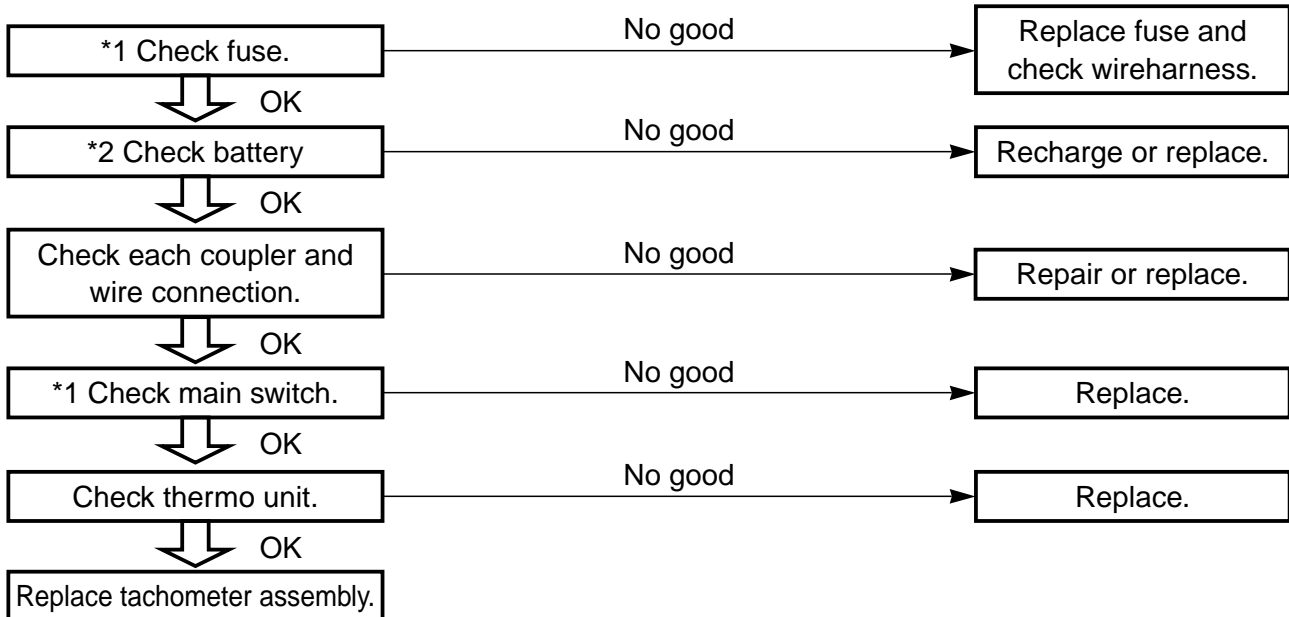 *1 Check fuse.
No good
Replace fuse and
check wireharness.
OK
*2 Check battery
No good
Recharge or replace.
OK
Check each coupler and
wire connection.
No good
Repair or replace.
OK
*1 Check main switch.
No good
Replace.
OK
Check thermo unit.
No good
Replace.
OK
Replace tachometer assembly.